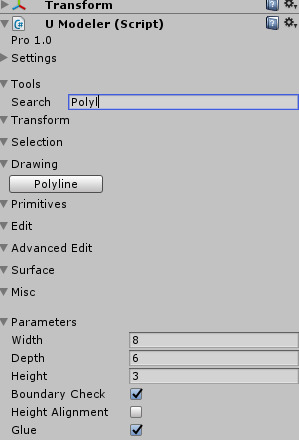 Transform
U Modeler (Script)
Pro 1.0
Settings
Tools
Search Polyl
Transform
Selection
Drawing
Polyline
Primitives
Edit
Advanced Edit
Surface
Misc
Parameters
Width 8
Depth 6
Height 3
Boundary Check
Height Alignment
Glue